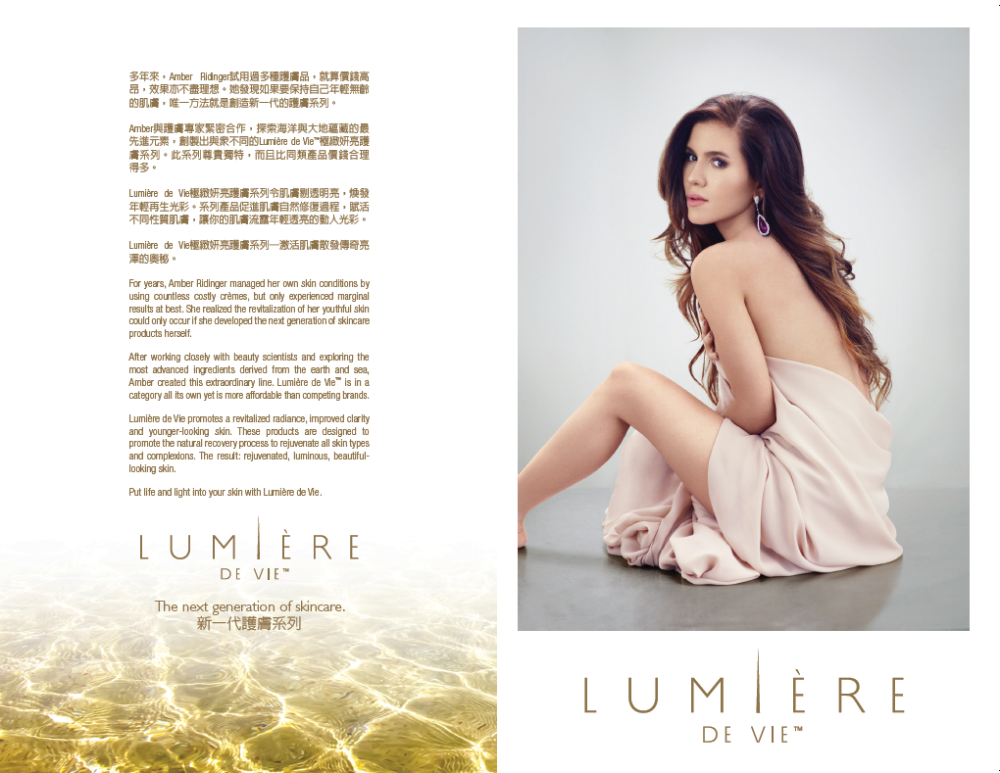 多年來，Amber Ridinger試用過多種護膚品，就算價錢高
昂，效果亦不盡理想。她發現如果要保持自己年輕無齡
的肌膚，唯一方法就是創造新一代的護膚系列。
Amber與護膚專家緊密合作，探索海洋與大地蘊藏的最
先進元素，創製出與衆不同的Lumière de Vie™極緻妍亮護
膚系列。此系列尊貴獨特，而且比同類產品價錢合理
得多。
Lumière de Vie極緻妍亮護膚系列令肌膚剔透明亮，煥發
年輕再生光彩。系列產品促進肌膚自然修復過程，賦活
不同性質肌膚，讓你的肌膚流露年輕透亮的動人光彩。
Lumière de Vie極緻妍亮護膚系列─激活肌膚散發傳奇亮
澤的奧秘。
For years, Amber Ridinger managed her own skin conditions by
using countless costly crèmes, but only experienced marginal
results at best. She realized the revitalization of her youthful skin
could only occur if she developed the next generation of skincare
products herself.
After working closely with beauty scientists and exploring the
most advanced ingredients derived from the earth and sea,
Amber created this extraordinary line. Lumière de Vie™ is in a
category all its own yet is more affordable than competing brands.
Lumière de Vie promotes a revitalized radiance, improved clarity
and younger-looking skin. These products are designed to
promote the natural recovery process to rejuvenate all skin types
and complexions. The result: rejuvenated, luminous, beautiful-
looking skin.
Put life and light into your skin with Lumière de Vie.
LUMIÈRE
DE VIE™
The next generation of skincare.
新一代護膚系列
LUMIÈRE
DE VIE™